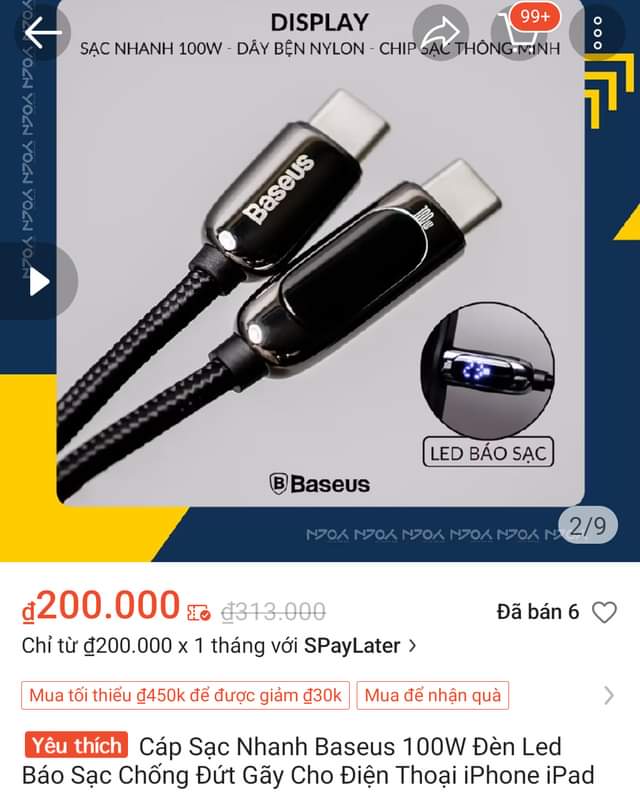 DISPLAY
99+
SẠC NHANH 100W - DÂY BỆN NYLON - CHIP SẠC THÔNG MINH
Baseus
100W
LED BÁO SẠC
Baseus
2/9
₫200.000 ₫313.000 Đã bán 6
Chỉ từ ₫200.000 x 1 tháng với SPayLater
Mua tối thiểu ₫450k để được giảm ₫30k Mua để nhận quà
Yêu thích Cáp Sạc Nhanh Baseus 100W Đèn Led
Báo Sạc Chống Đứt Gãy Cho Điện Thoại iPhone iPad